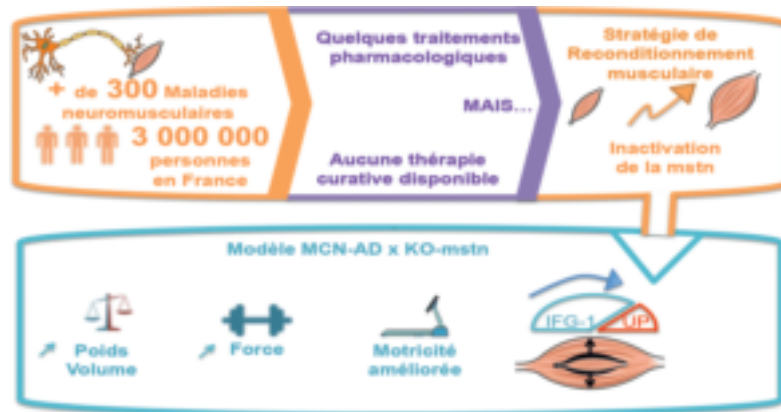 + de 300 Maladies
neuromusculaires
3 000 000
personnes
en France
Quelques traitements
pharmacologiques
MAIS...
Aucune thérapie
curative disponible
Stratégie de
Reconditionnement
musculaire
Inactivation
de la mstn
Modèle MCN-AD x KO-mstn
Poids
Volume
Force
Motricité
améliorée
IFG-1
UP